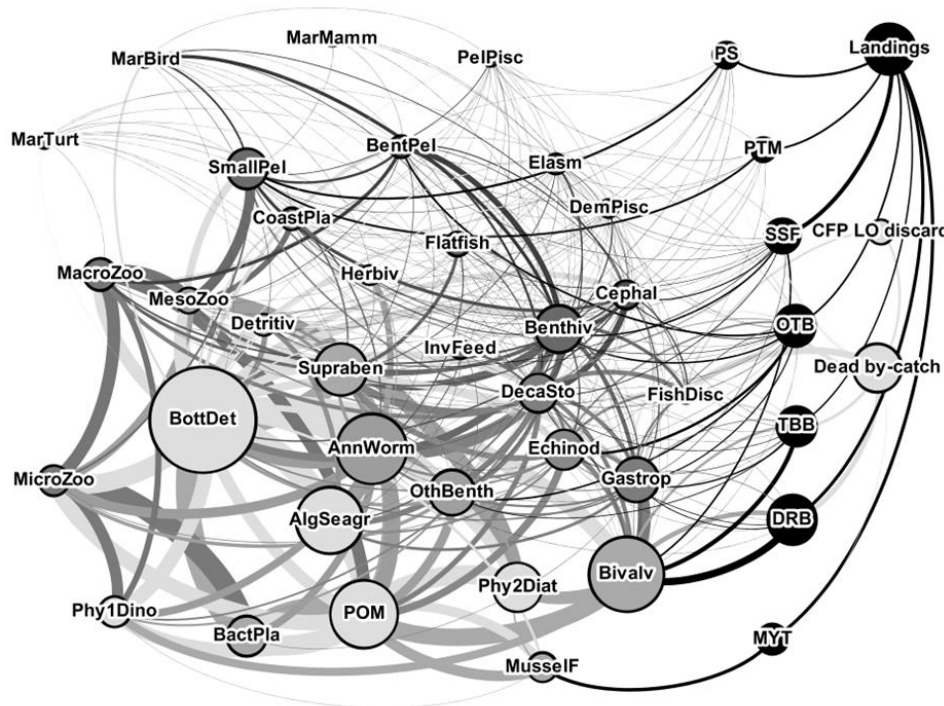 MarMamm
MarBird
PelPisc
PS
Landings
MarTurt
SmallPel
BentPel
Elasm
PTM
CoastPla
DemPisc
Flatfish
SSF
CFP LO discard
MacroZoo
Herbiv
MesoZoo
Cephal
Detritiv
Benthiv
OTB
InvFeed
Supraben
Dead by-catch
DecaSto
FishDisc
BottDet
TBB
AnnWorm
Echinod
MicroZoo
OthBenth
Gastrop
AlgSeagr
DRB
Bivalv
Phy2Diat
Phy1Dino
POM
BactPla
MYT
MusselF